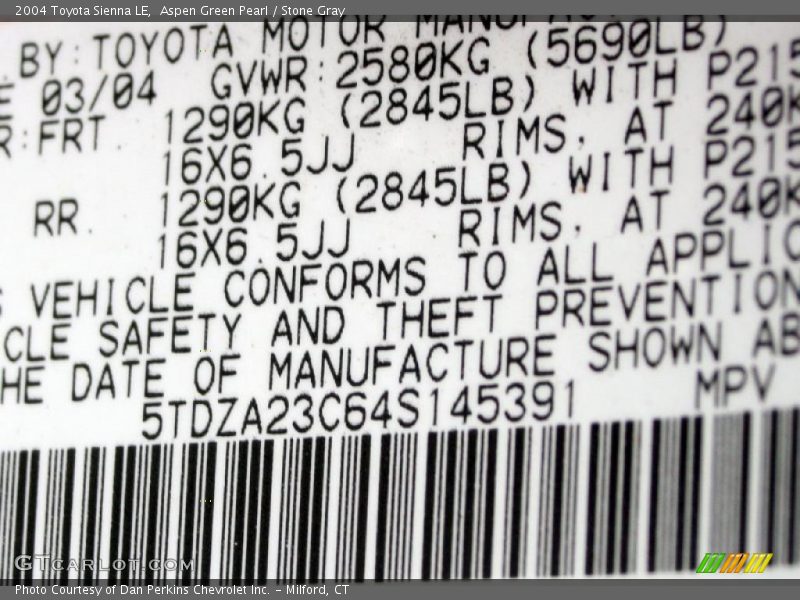 2004 Toyota Sienna LE, Aspen Green Pearl / Stone Gray
BY: TOYOTA MOTOR
E 03/04 GVWR: 2580KG (5690LB)
R: FRT. 1290KG (2845LB) WITH P215
16X6.5JJ RIMS, AT 240K
RR. 1290KG (2845LB) WITH P215
16X6.5JJ RIMS, AT 240K
VEHICLE CONFORMS TO ALL APPLIC
CLE SAFETY AND THEFT PREVENTION
HE DATE OF MANUFACTURE SHOWN AB
5TDZA23C64S145391 MPV
GTCARLOT.COM
Photo Courtesy of Dan Perkins Chevrolet Inc. - Milford, CT